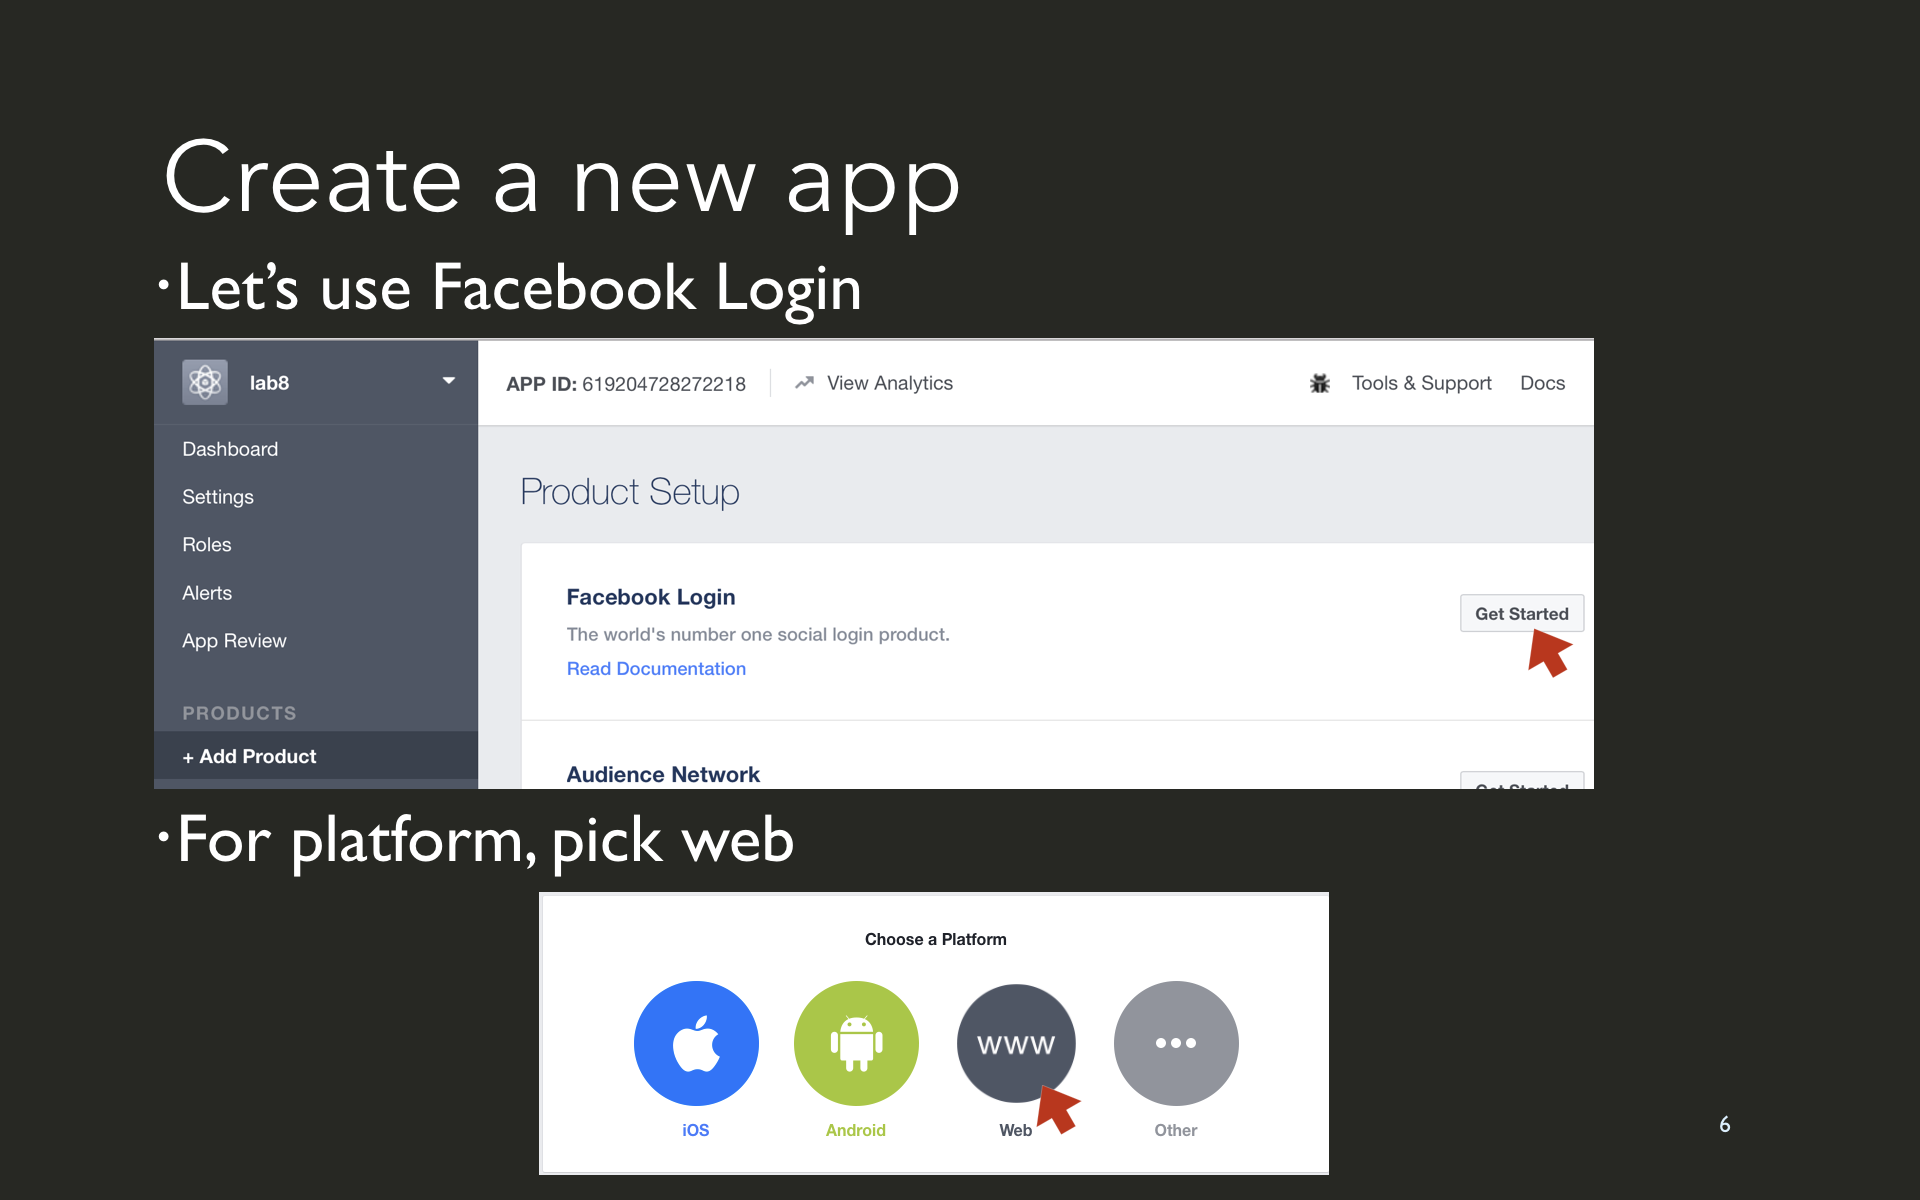 Create a new app
·Let's use Facebook Login
lab8
APP ID: 619204728272218
View Analytics
Tools & Support
Docs
Dashboard
Settings
Roles
Alerts
App Review
PRODUCTS
+ Add Product
Product Setup
Facebook Login
The world's number one social login product.
Read Documentation
Get Started
Audience Network
Get Started
·For platform, pick web
Choose a Platform
www
iOS
Android
Web
Other
6